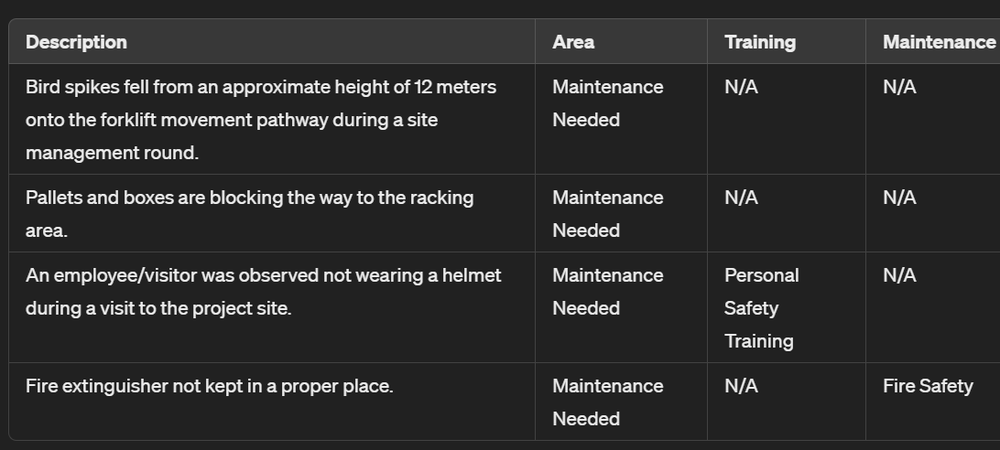 Description Area Training Maintenance
Bird spikes fell from an approximate height of 12 meters Maintenance N/A N/A
onto the forklift movement pathway during a site Needed
management round.
Pallets and boxes are blocking the way to the racking Maintenance N/A N/A
area. Needed
An employee/visitor was observed not wearing a helmet Maintenance Personal N/A
during a visit to the project site. Needed Safety
Training
Fire extinguisher not kept in a proper place. Maintenance N/A Fire Safety
Needed